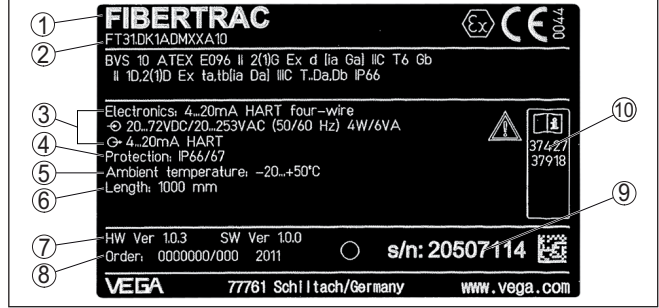 FIBERTRAC
FT31.DK1ADMXXA10
0044
BVS 10 ATEX E096 II 2(1)G Ex d [ia Ga] IIC T6 Gb
II 1D,2(1)D Ex ta,tb[ia Da] IIIC T..Da,Db IP66
Electronics: 4...20mA HART four-wire
20...72VDC/20...253VAC (50/60 Hz) 4W/6VA
4...20mA HART
Protection: IP66/67
Ambient temperature: -20...+50°C
Length: 1000 mm
37427
37918
HW Ver 1.0.3 SW Ver 1.0.0
Order: 0000000/000 2011
s/n: 20507114
VEGA 77761 Schiltach/Germany www.vega.com
1
2
3
4
5
6
7
8
9
10
Ex
CE
i